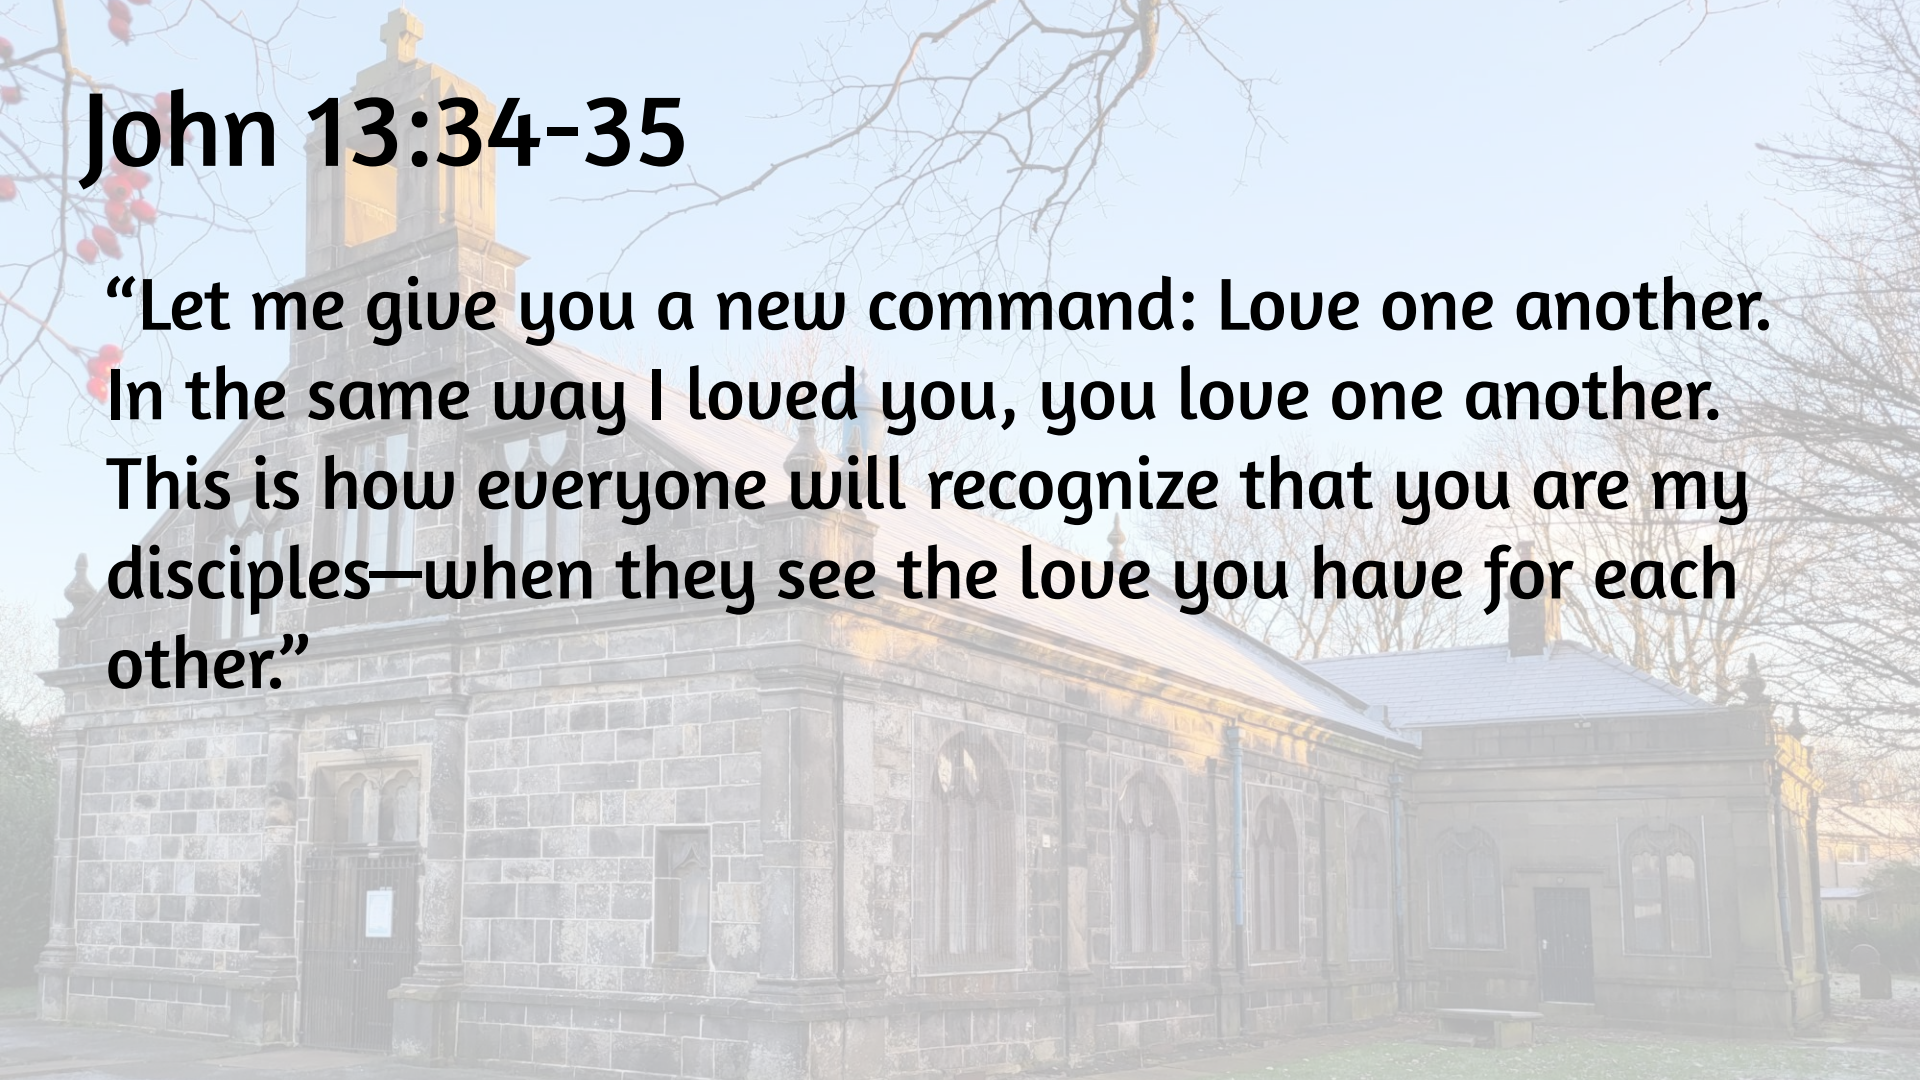 John 13:34-35
“Let me give you a new command: Love one another.
In the same way I loved you, you love one another.
This is how everyone will recognize that you are my
disciples—when they see the love you have for each
other.”